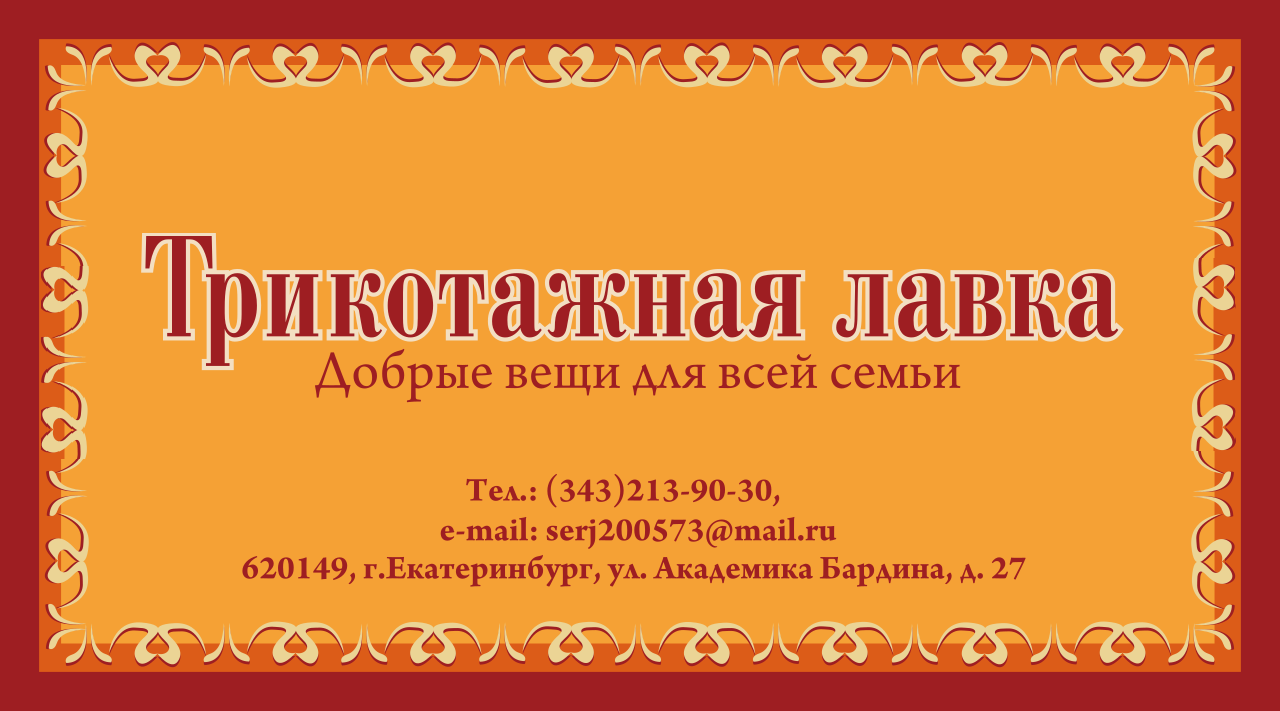 Трикотажная лавка
Добрые вещи для всей семьи
Тел.: (343)213-90-30,
e-mail: serj200573@mail.ru
620149, г.Екатеринбург, ул. Академика Бардина, д. 27